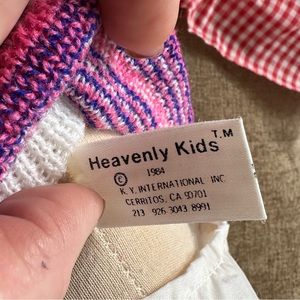 Heavenly Kids T.M
© 1984
K.Y. INTERNATIONAL INC
CERRITOS, CA 90701
213 926 3043 8991